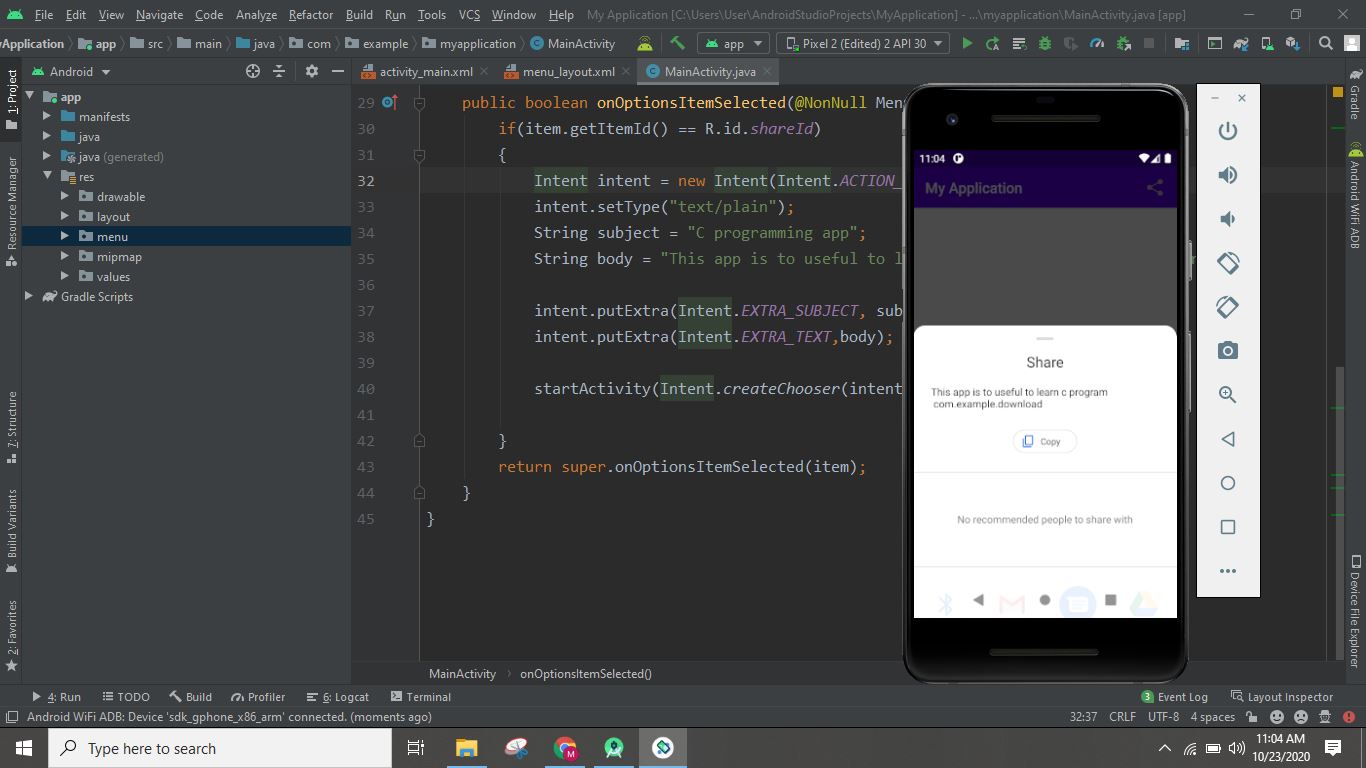 File Edit View Navigate Code Analyze Refactor Build Run Tools VCS Window Help My Application [C:\Users\User\AndroidStudioProjects\MyApplication] - ...\myapplication\MainActivity.java [app]
Application app src main java com example myapplication MainActivity app Pixel 2 (Edited) 2 API 30
1: Project
Resource Manager
7: Structure
Build Variants
2: Favorites
Android
app
manifests
java
java (generated)
res
drawable
layout
menu
mipmap
values
Gradle Scripts
activity_main.xml menu_layout.xml MainActivity.java
29 public boolean onOptionsItemSelected(@NonNull Men
30 if(item.getItemId() == R.id.shareId)
31 {
32 Intent intent = new Intent(Intent.ACTION_
33 intent.setType("text/plain");
34 String subject = "C programming app";
35 String body = "This app is to useful to l
36
37 intent.putExtra(Intent.EXTRA_SUBJECT, sub
38 intent.putExtra(Intent.EXTRA_TEXT,body);
39
40 startActivity(Intent.createChooser(intent
41
42 }
43 return super.onOptionsItemSelected(item);
44 }
45 }
MainActivity onOptionsItemSelected()
11:04
My Application
Share
This app is to useful to learn c program
com.example.download
Copy
No recommended people to share with
Gradle
Android WiFi ADB
Device File Explorer
4: Run TODO Build Profiler 6: Logcat Terminal 3 Event Log Layout Inspector
Android WiFi ADB: Device 'sdk_gphone_x86_arm' connected. (moments ago) 32:37 CRLF UTF-8 4 spaces
Type here to search
M
11:04 AM
10/23/2020